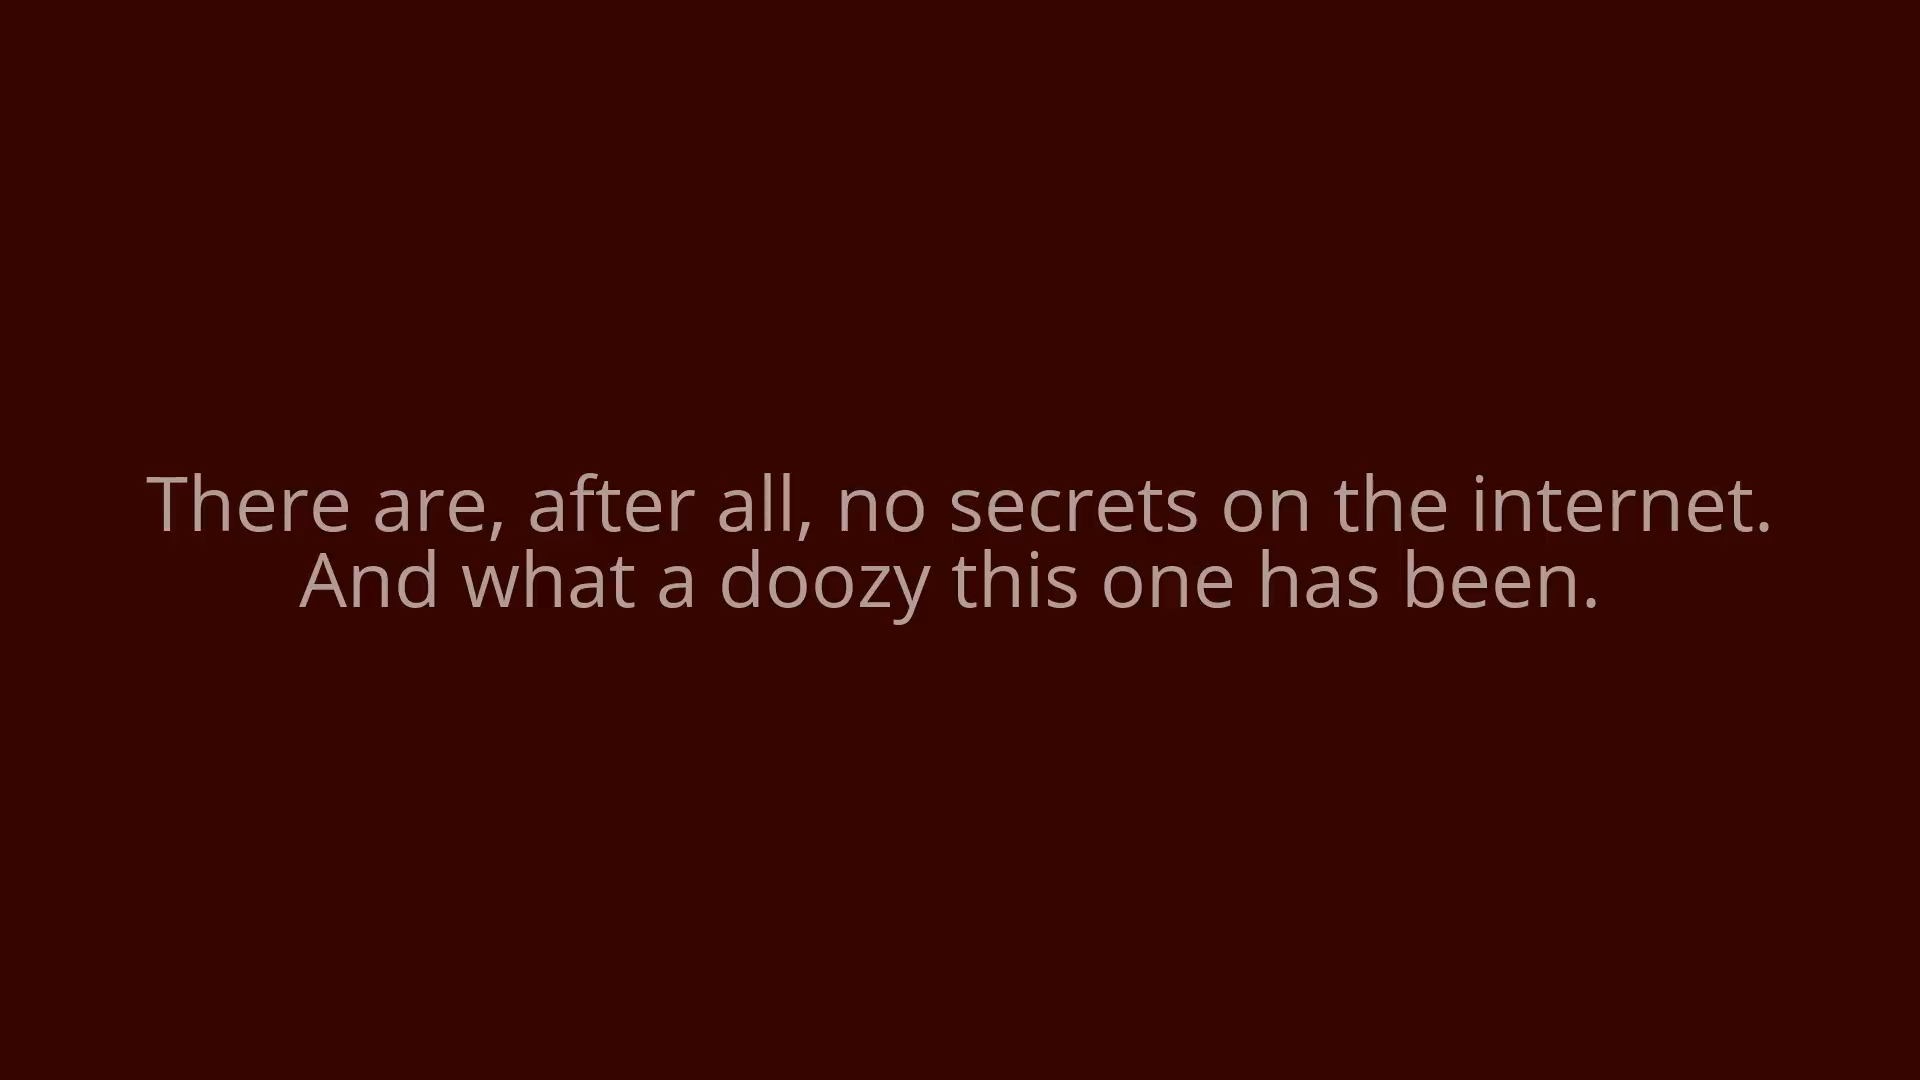 There are, after all, no secrets on the internet.
And what a doozy this one has been.